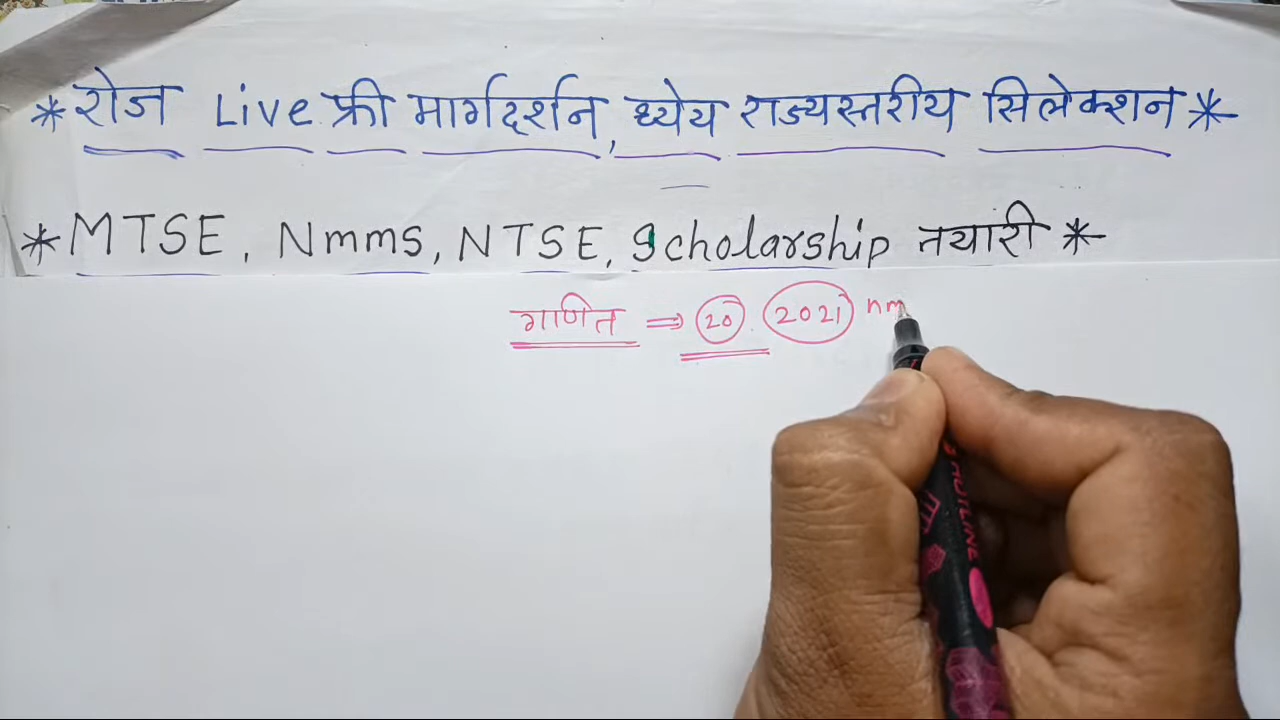 *रोज Live फ्री मार्गदर्शन, ध्येय राज्यस्तरीय सिलेक्शन*
*MTSE, Nmms, NTSE, Scholarship तयारी*
गणित ⇒ 20 2021 nm